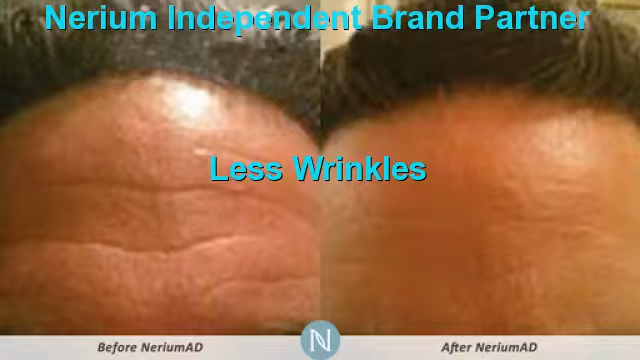 Nerium Independent Brand Partner
Less Wrinkles
Before NeriumAD
N
After NeriumAD